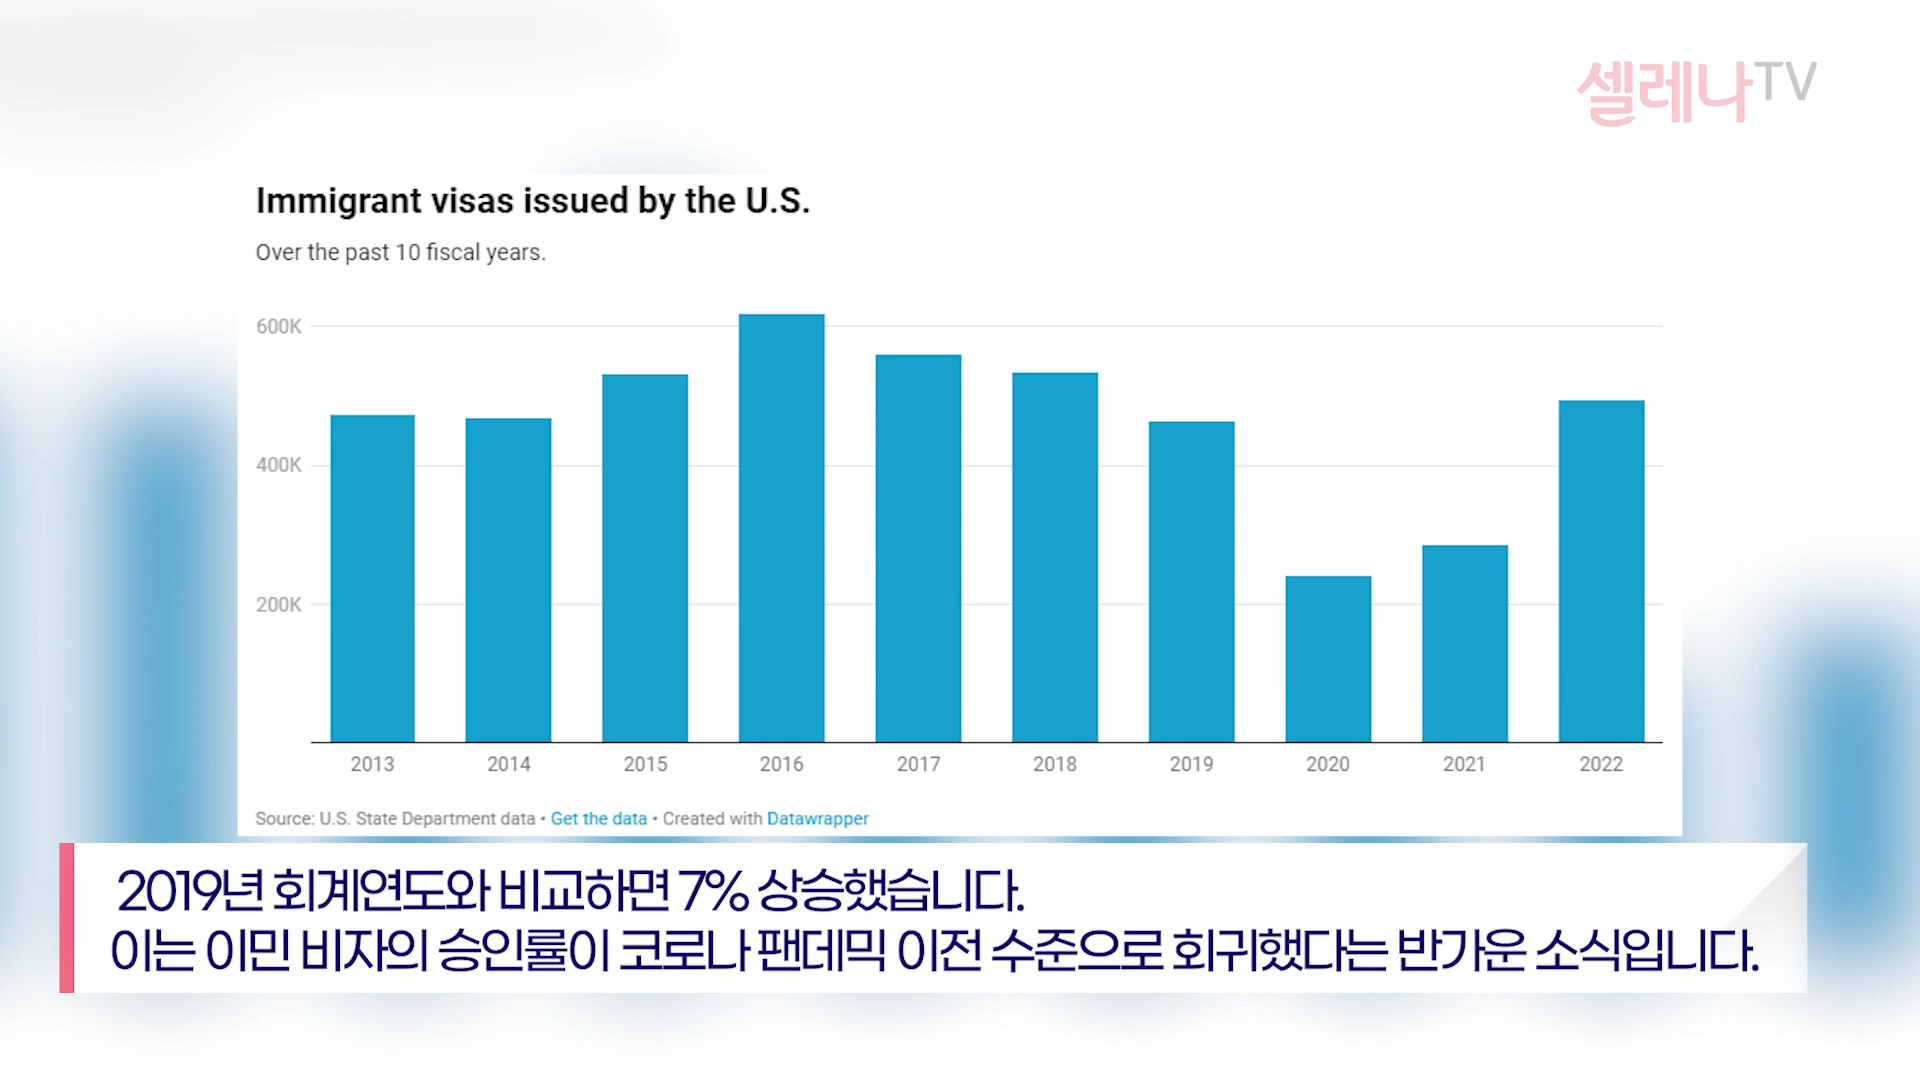 셀레나TV
Immigrant visas issued by the U.S.
Over the past 10 fiscal years.
600K
400K
200K
2013 2014 2015 2016 2017 2018 2019 2020 2021 2022
Source: U.S. State Department data • Get the data • Created with Datawrapper
2019년 회계연도와 비교하면 7% 상승했습니다.
이는 이민 비자의 승인률이 코로나 팬데믹 이전 수준으로 회귀했다는 반가운 소식입니다.